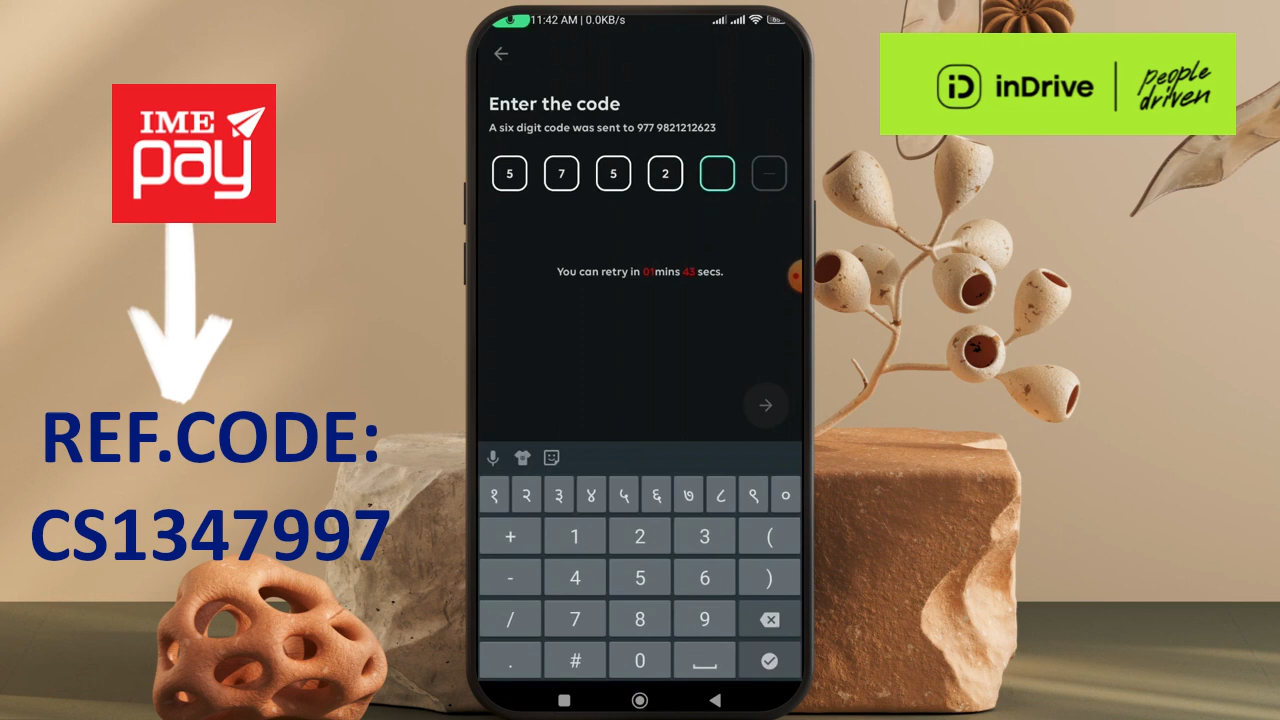 11:42 AM | 0.0KB/s
60
IME
pay
inDrive
people
driven
Enter the code
A six digit code was sent to 977 9821212623
5 7 5 2
You can retry in 01mins 43 secs.
REF.CODE:
CS1347997
१ २ ३ ४ ५ ६ ७ ८ ९ ०
+ 1 2 3 (
- 4 5 6 )
/ 7 8 9
. # 0